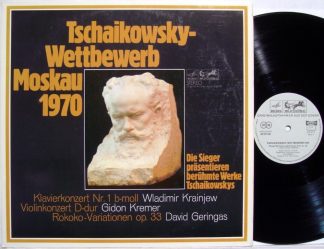 Tschaikowsky-
Wettbewerb
Moskau
1970
STEREO
Die Sieger
präsentieren
berühmte Werke
Tschaikowskys
Klavierkonzert Nr. 1 b-moll Wladimir Krainjew
Violinkonzert D-dur Gidon Kremer
Rokoko-Variationen op. 33 David Geringas